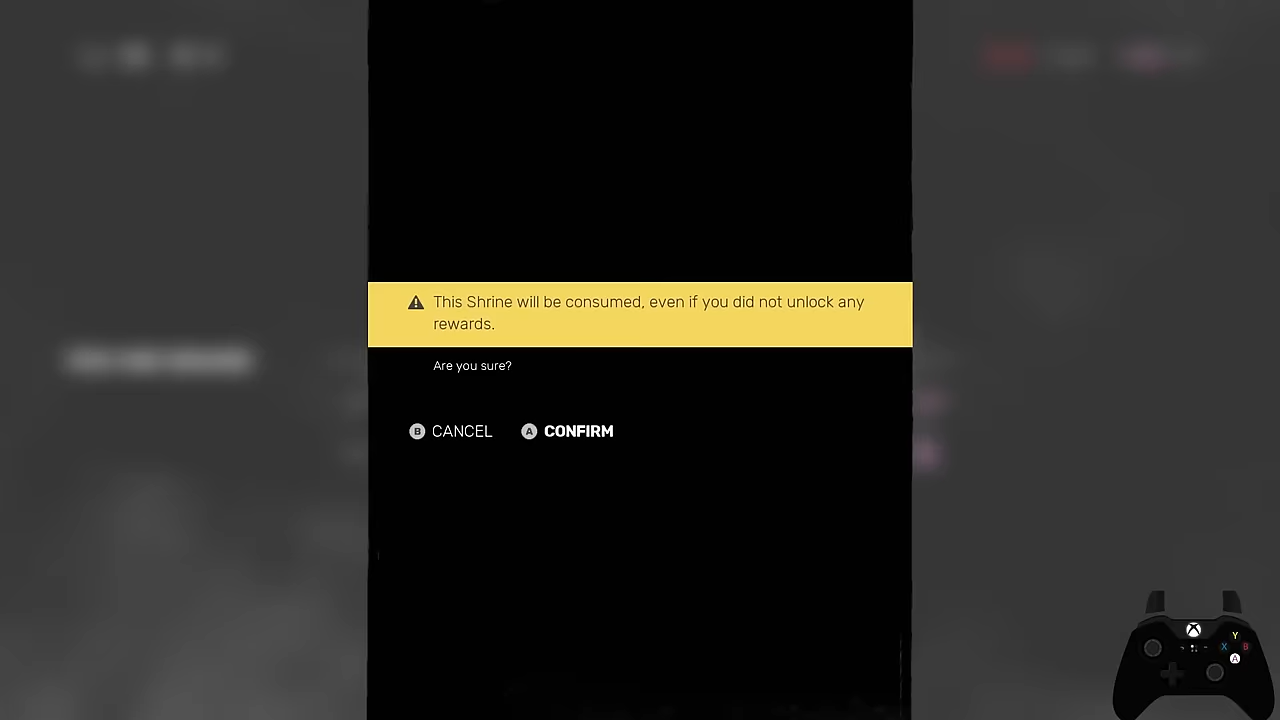 This Shrine will be consumed, even if you did not unlock any
rewards.
Are you sure?
B CANCEL A CONFIRM
Y
X B
A